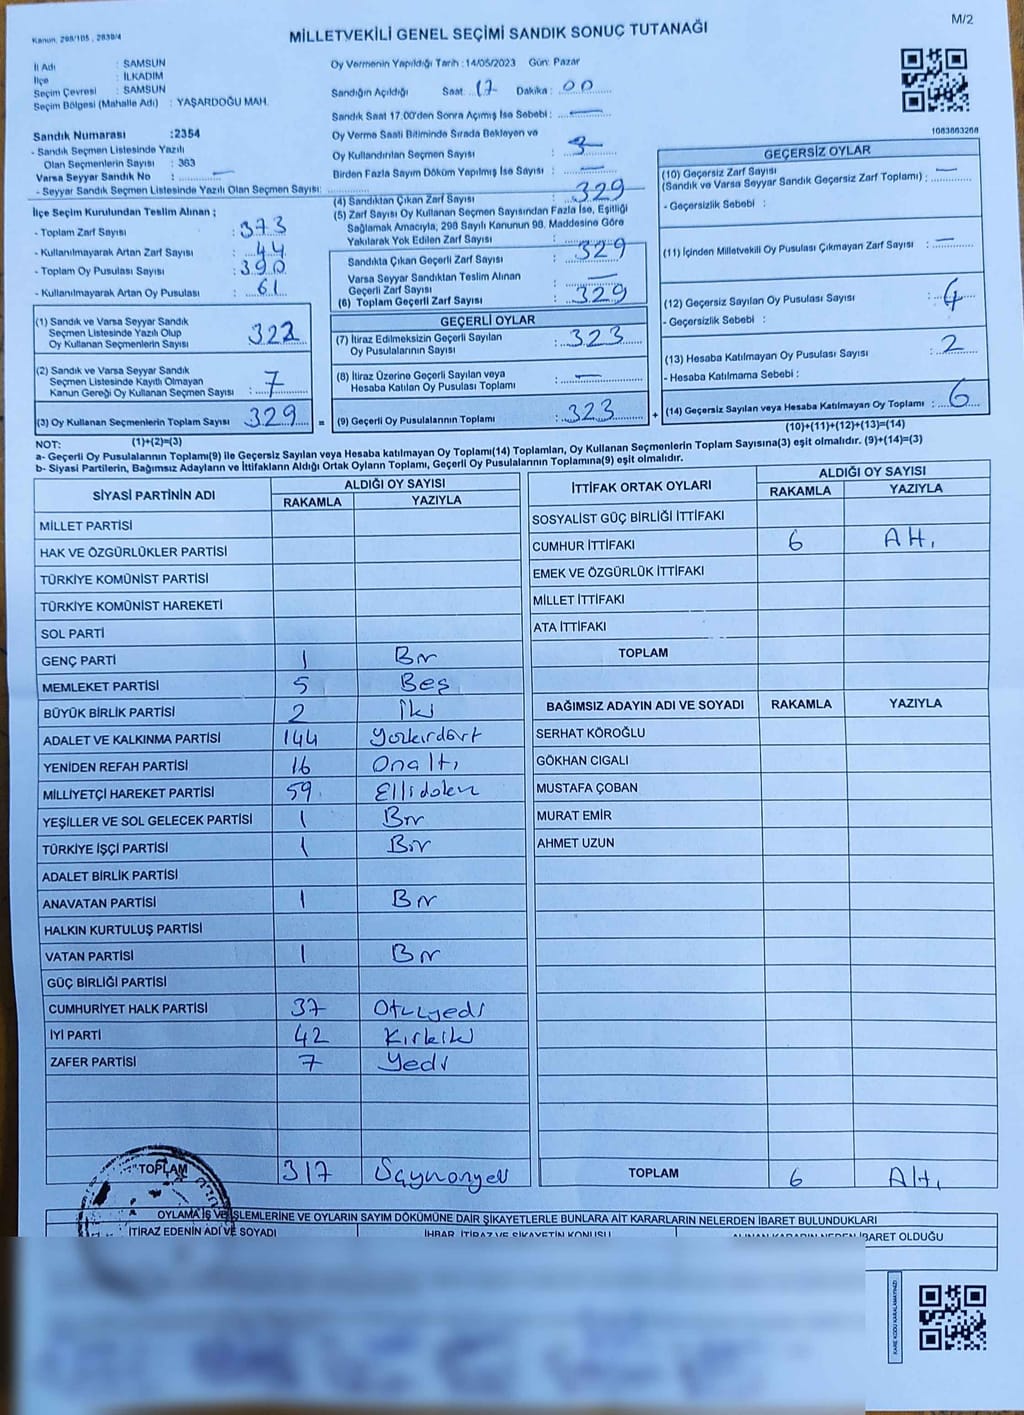 M/2
Kanun, 298/105 , 2839/4
MİLLETVEKİLİ GENEL SEÇİMİ SANDIK SONUÇ TUTANAĞI
İl Adı : SAMSUN
İlçe : İLKADIM
Seçim Çevresi : SAMSUN
Seçim Bölgesi (Mahalle Adı) : YAŞARDOĞU MAH.
Sandık Numarası :2354
- Sandık Seçmen Listesinde Yazılı
Olan Seçmenlerin Sayısı : 363
Varsa Seyyar Sandık No : —
- Seyyar Sandık Seçmen Listesinde Yazılı Olan Seçmen Sayısı:
Oy Vermenin Yapıldığı Tarih : 14/05/2023 Gün: Pazar
Sandığın Açıldığı Saat : 17 Dakika : 00
Sandık Saat 17.00'den Sonra Açımış İse Sebebi : —
Oy Verme Saati Bitiminde Sırada Bekleyen ve
Oy Kullandırılan Seçmen Sayısı :
Birden Fazla Sayım Döküm Yapılmış İse Sayısı : —
1083863268
İlçe Seçim Kurulundan Teslim Alınan ;
- Toplam Zarf Sayısı : 373
- Kullanılmayarak Artan Zarf Sayısı : 44
- Toplam Oy Pusulası Sayısı : 390
- Kullanılmayarak Artan Oy Pusulası : 61
(4) Sandıktan Çıkan Zarf Sayısı : 329
(5) Zarf Sayısı Oy Kullanan Seçmen Sayısından Fazla İse, Eşitliği
Sağlamak Amacıyla, 298 Sayılı Kanunun 98. Maddesine Göre
Yakılarak Yok Edilen Zarf Sayısı :
Sandıkta Çıkan Geçerli Zarf Sayısı : 329
Varsa Seyyar Sandıktan Teslim Alınan
Geçerli Zarf Sayısı : —
(6) Toplam Geçerli Zarf Sayısı : 329
GEÇERSİZ OYLAR
(10) Geçersiz Zarf Sayısı
(Sandık ve Varsa Seyyar Sandık Geçersiz Zarf Toplamı) : —
- Geçersizlik Sebebi :
(11) İçinden Milletvekili Oy Pusulası Çıkmayan Zarf Sayısı : —
(12) Geçersiz Sayılan Oy Pusulası Sayısı : 4
- Geçersizlik Sebebi :
(13) Hesaba Katılmayan Oy Pusulası Sayısı : 2
- Hesaba Katılmama Sebebi :
(14) Geçersiz Sayılan veya Hesaba Katılmayan Oy Toplamı : 6
(10)+(11)+(12)+(13)=(14)
(1) Sandık ve Varsa Seyyar Sandık
Seçmen Listesinde Yazılı Olup
Oy Kullanan Seçmenlerin Sayısı 322
(2) Sandık ve Varsa Seyyar Sandık
Seçmen Listesinde Kayıtlı Olmayan
Kanun Gereği Oy Kullanan Seçmen Sayısı : 7
(3) Oy Kullanan Seçmenlerin Toplam Sayısı 329 =
(1)+(2)=(3)
GEÇERLİ OYLAR
(7) İtiraz Edilmeksizin Geçerli Sayılan
Oy Pusulalarının Sayısı : 323
(8) İtiraz Üzerine Geçerli Sayılan veya
Hesaba Katılan Oy Pusulası Toplamı : —
(9) Geçerli Oy Pusulalarının Toplamı : 323 +
NOT:
a- Geçerli Oy Pusulalarının Toplamı(9) ile Geçersiz Sayılan veya Hesaba katılmayan Oy Toplamı(14) Toplamları, Oy Kullanan Seçmenlerin Toplam Sayısına(3) eşit olmalıdır. (9)+(14)=(3)
b- Siyasi Partilerin, Bağımsız Adayların ve İttifakların Aldığı Ortak Oyların Toplamı, Geçerli Oy Pusulalarının Toplamına(9) eşit olmalıdır.
SİYASİ PARTİNİN ADI ALDIĞI OY SAYISI
RAKAMLA YAZIYLA
MİLLET PARTİSİ
HAK VE ÖZGÜRLÜKLER PARTİSİ
TÜRKİYE KOMÜNİST PARTİSİ
TÜRKİYE KOMÜNİST HAREKETİ
SOL PARTİ
GENÇ PARTİ 1 Bir
MEMLEKET PARTİSİ 5 Beş
BÜYÜK BİRLİK PARTİSİ 2 İki
ADALET VE KALKINMA PARTİSİ 144 Yüzkırdört
YENİDEN REFAH PARTİSİ 16 Onaltı
MİLLİYETÇİ HAREKET PARTİSİ 59 Ellidokuz
YEŞİLLER VE SOL GELECEK PARTİSİ 1 Bir
TÜRKİYE İŞÇİ PARTİSİ 1 Bir
ADALET BİRLİK PARTİSİ
ANAVATAN PARTİSİ 1 Bir
HALKIN KURTULUŞ PARTİSİ
VATAN PARTİSİ 1 Bir
GÜÇ BİRLİĞİ PARTİSİ
CUMHURİYET HALK PARTİSİ 37 Otuzyedi
İYİ PARTİ 42 Kırkiki
ZAFER PARTİSİ 7 Yedi
TOPLAM 317 Üçyüzonyedi
İTTİFAK ORTAK OYLARI ALDIĞI OY SAYISI
RAKAMLA YAZIYLA
SOSYALİST GÜÇ BİRLİĞİ İTTİFAKI
CUMHUR İTTİFAKI 6 Altı
EMEK VE ÖZGÜRLÜK İTTİFAKI
MİLLET İTTİFAKI
ATA İTTİFAKI
TOPLAM
BAĞIMSIZ ADAYIN ADI VE SOYADI RAKAMLA YAZIYLA
SERHAT KÖROĞLU
GÖKHAN CIGALI
MUSTAFA ÇOBAN
MURAT EMİR
AHMET UZUN
TOPLAM 6 Altı
OYLAMA İŞ VE İŞLEMLERİNE VE OYLARIN SAYIM DÖKÜMÜNE DAİR ŞİKAYETLERLE BUNLARA AİT KARARLARIN NELERDEN İBARET BULUNDUKLARI
İTİRAZ EDENİN ADI VE SOYADI İHBAR, İTİRAZ VE ŞİKAYETİN KONUSU ALINAN KARARIN NEDEN İBARET OLDUĞU
KARE KODU KARALAMAYINIZ!